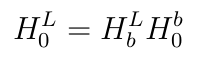 $H_0^L = H_b^L H_0^b$